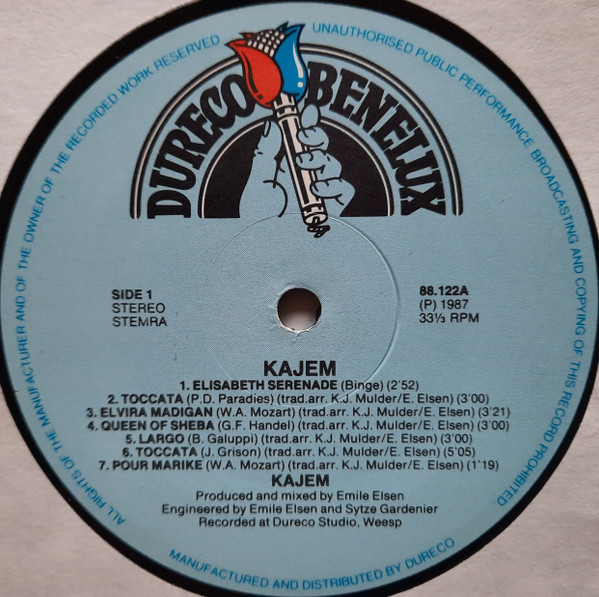 ALL RIGHTS OF THE MANUFACTURER AND OF THE OWNER OF THE RECORDED WORK RESERVED
UNAUTHORISED PUBLIC PERFORMANCE BROADCASTING AND COPYING OF THIS RECORD PROHIBITED
DURECO BENELUX
SIDE 1
STEREO
STEMRA
88.122A
(P) 1987
33⅓ RPM
KAJEM
1. ELISABETH SERENADE (Binge) (2'52)
2. TOCCATA (P.D. Paradies) (trad.arr. K.J. Mulder/E. Elsen) (3'00)
3. ELVIRA MADIGAN (W.A. Mozart) (trad.arr. K.J. Mulder/E. Elsen) (3'21)
4. QUEEN OF SHEBA (G.F. Handel) (trad.arr. K.J. Mulder/E. Elsen) (3'00)
5. LARGO (B. Galuppi) (trad.arr. K.J. Mulder/E. Elsen) (3'00)
6. TOCCATA (J. Grison) (trad.arr. K.J. Mulder/E. Elsen) (5'05)
7. POUR MARIKE (W.A. Mozart) (trad.arr. K.J. Mulder/E. Elsen) (1'19)
KAJEM
Produced and mixed by Emile Elsen
Engineered by Emile Elsen and Sytze Gardenier
Recorded at Dureco Studio, Weesp
MANUFACTURED AND DISTRIBUTED BY DURECO